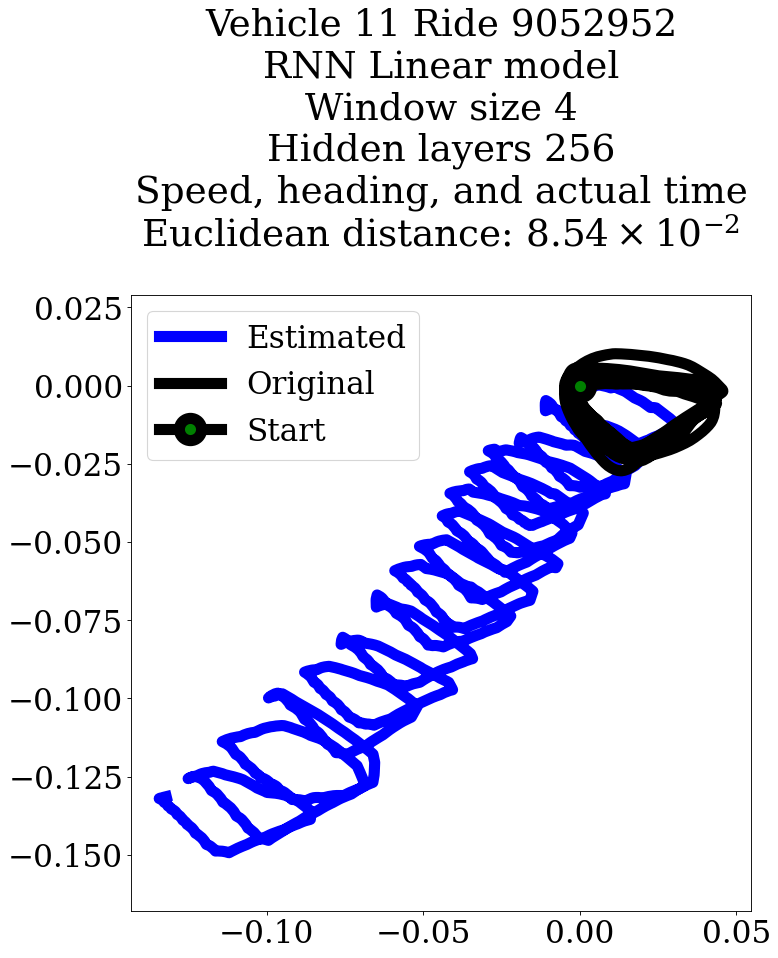 Vehicle 11 Ride 9052952
RNN Linear model
Window size 4
Hidden layers 256
Speed, heading, and actual time
Euclidean distance: 8.54 × 10⁻²
Estimated
Original
Start
0.025
0.000
−0.025
−0.050
−0.075
−0.100
−0.125
−0.150
−0.10
−0.05
0.00
0.05